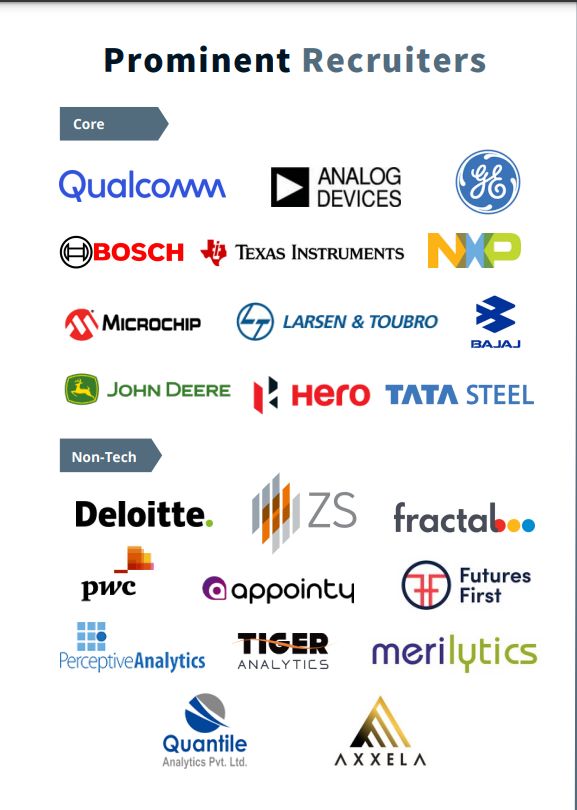 Prominent Recruiters
Core
Qualcomm
ANALOG
DEVICES
GE
BOSCH
TEXAS INSTRUMENTS
NXP
MICROCHIP
LARSEN & TOUBRO
BAJAJ
JOHN DEERE
Hero
TATA STEEL
Non-Tech
Deloitte.
ZS
fractal
pwc
appointy
Futures
First
PerceptiveAnalytics
TIGER
ANALYTICS
merilytics
Quantile
Analytics Pvt. Ltd.
AXXELA